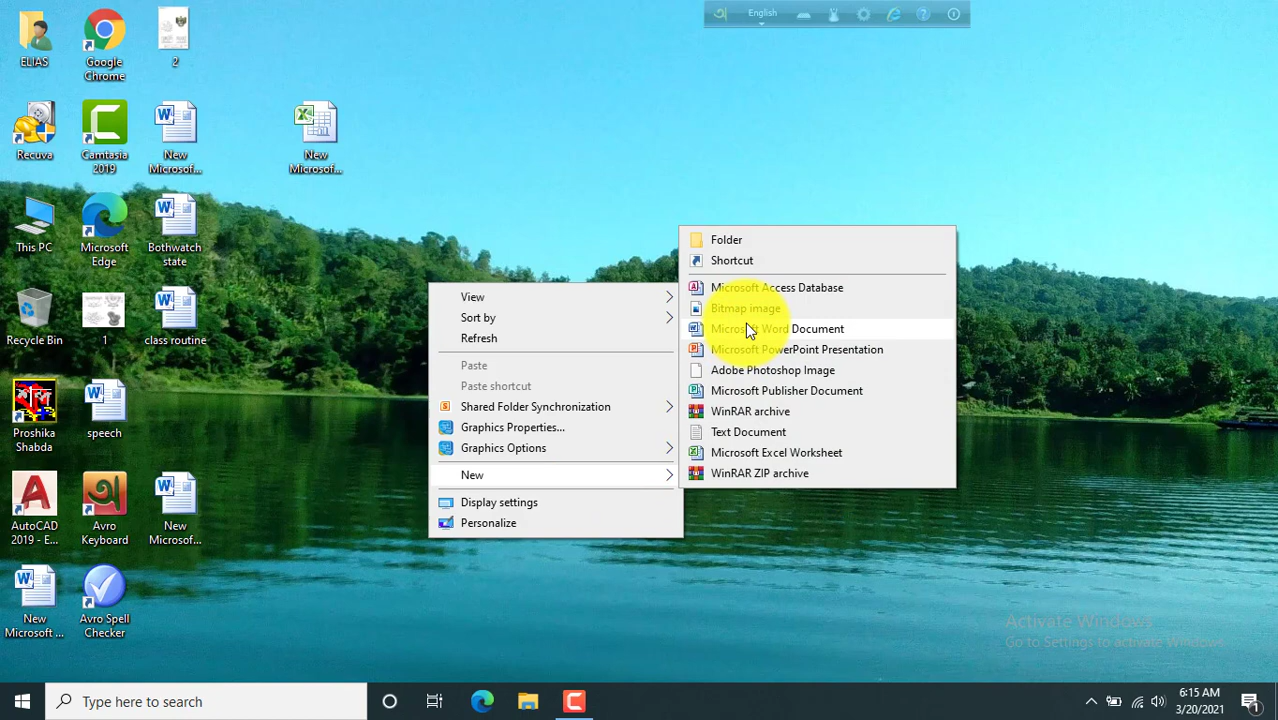 অ English
ELIAS
Google
Chrome
2
Recuva
Camtasia
2019
New
Microsof...
New
Microsof...
This PC
Microsoft
Edge
Bothwatch
state
Recycle Bin
1
class routine
Proshika
Shabda
speech
AutoCAD
2019 - E...
Avro
Keyboard
New
Microsof...
New
Microsoft ...
Avro Spell
Checker
View
Sort by
Refresh
Paste
Paste shortcut
Shared Folder Synchronization
Graphics Properties...
Graphics Options
New
Display settings
Personalize
Folder
Shortcut
Microsoft Access Database
Bitmap image
Microsoft Word Document
Microsoft PowerPoint Presentation
Adobe Photoshop Image
Microsoft Publisher Document
WinRAR archive
Text Document
Microsoft Excel Worksheet
WinRAR ZIP archive
Activate Windows
Go to Settings to activate Windows.
Type here to search
6:15 AM
3/20/2021
1